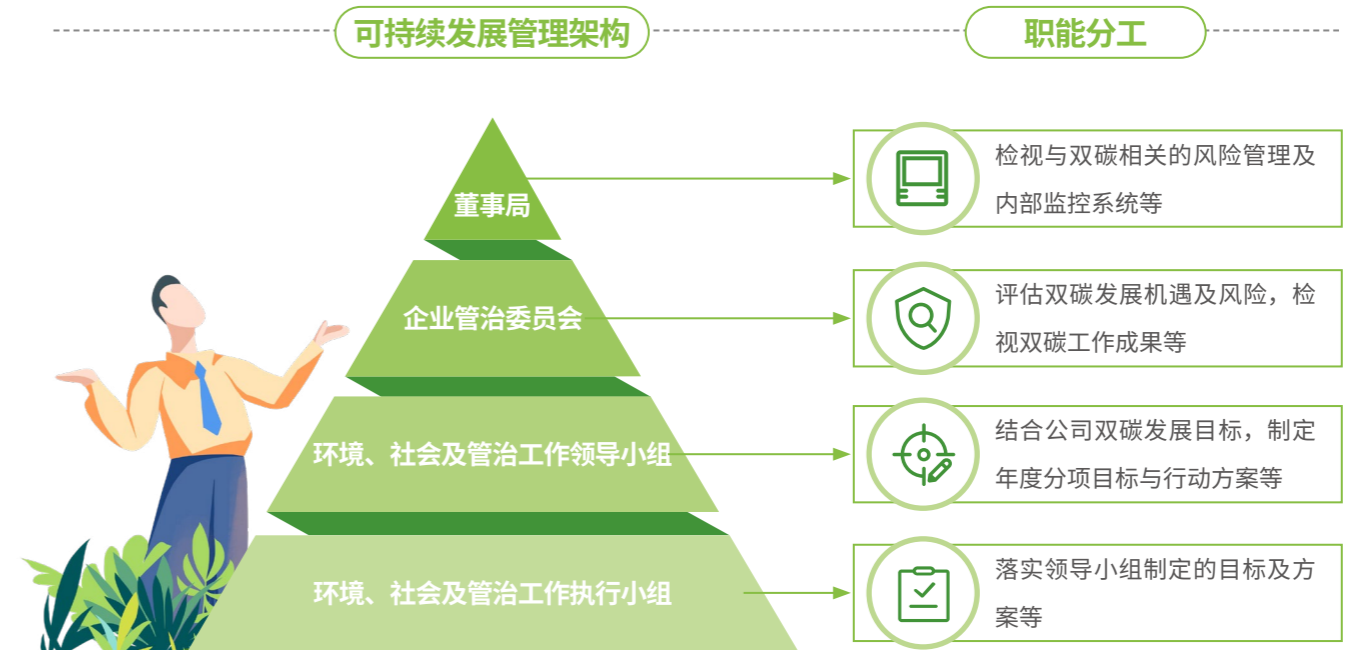 可持续发展管理架构
职能分工
董事局
检视与双碳相关的风险管理及
内部监控系统等
企业管治委员会
评估双碳发展机遇及风险，检
视双碳工作成果等
环境、社会及管治工作领导小组
结合公司双碳发展目标，制定
年度分项目标与行动方案等
环境、社会及管治工作执行小组
落实领导小组制定的目标及方
案等